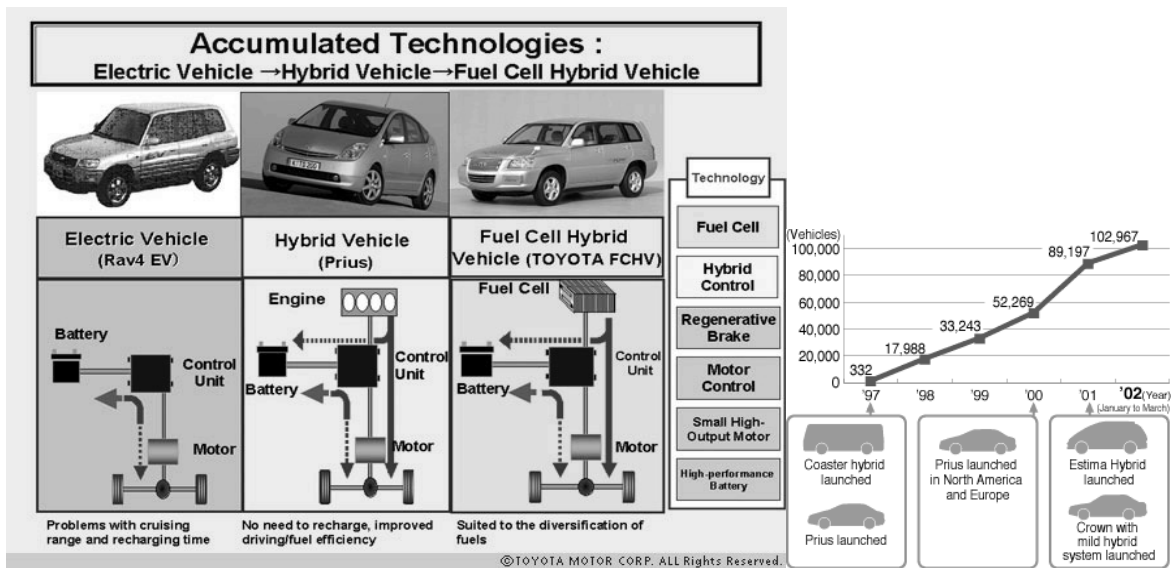 Accumulated Technologies :
Electric Vehicle →Hybrid Vehicle→Fuel Cell Hybrid Vehicle
Electric Vehicle
(Rav4 EV)
Hybrid Vehicle
(Prius)
Fuel Cell Hybrid
Vehicle (TOYOTA FCHV)
Battery
Control
Unit
Motor
Engine
Control
Unit
Battery
Motor
Fuel Cell
Control
Unit
Battery
Motor
Problems with cruising
range and recharging time
No need to recharge, improved
driving/fuel efficiency
Suited to the diversification of
fuels
Technology
Fuel Cell
Hybrid
Control
Regenerative
Brake
Motor
Control
Small High-
Output Motor
High-performance
Battery
©TOYOTA MOTOR CORP. ALL Rights Reserved.
(Vehicles)
100,000
80,000
60,000
40,000
20,000
0
332
17,988
33,243
52,269
89,197
102,967
'97
'98
'99
'00
'01
'02 (Year)
(January to March)
Coaster hybrid
launched
Prius launched
Prius launched
in North America
and Europe
Estima Hybrid
launched
Crown with
mild hybrid
system launched